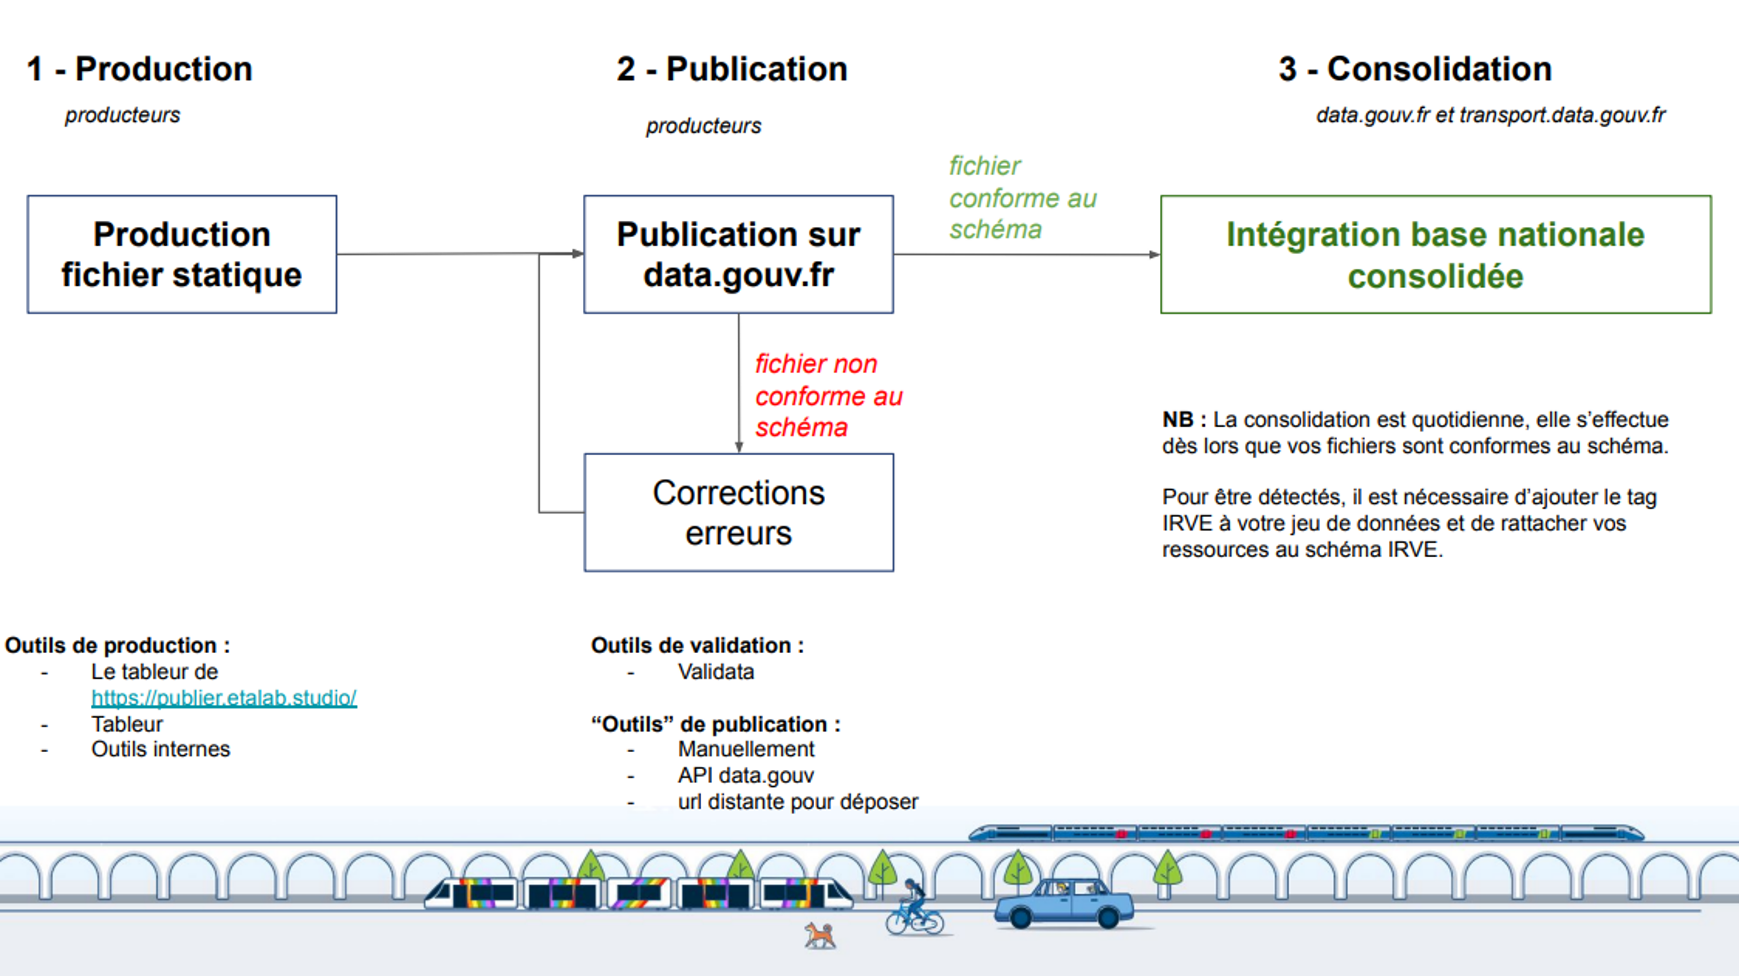 1 - Production
producteurs
2 - Publication
producteurs
3 - Consolidation
data.gouv.fr et transport.data.gouv.fr
fichier
conforme au
schéma
Production
fichier statique
Publication sur
data.gouv.fr
Intégration base nationale
consolidée
fichier non
conforme au
schéma
Corrections
erreurs
NB : La consolidation est quotidienne, elle s’effectue
dès lors que vos fichiers sont conformes au schéma.
Pour être détectés, il est nécessaire d’ajouter le tag
IRVE à votre jeu de données et de rattacher vos
ressources au schéma IRVE.
Outils de production :
- Le tableur de
https://publier.etalab.studio/
- Tableur
- Outils internes
Outils de validation :
- Validata
“Outils” de publication :
- Manuellement
- API data.gouv
- url distante pour déposer